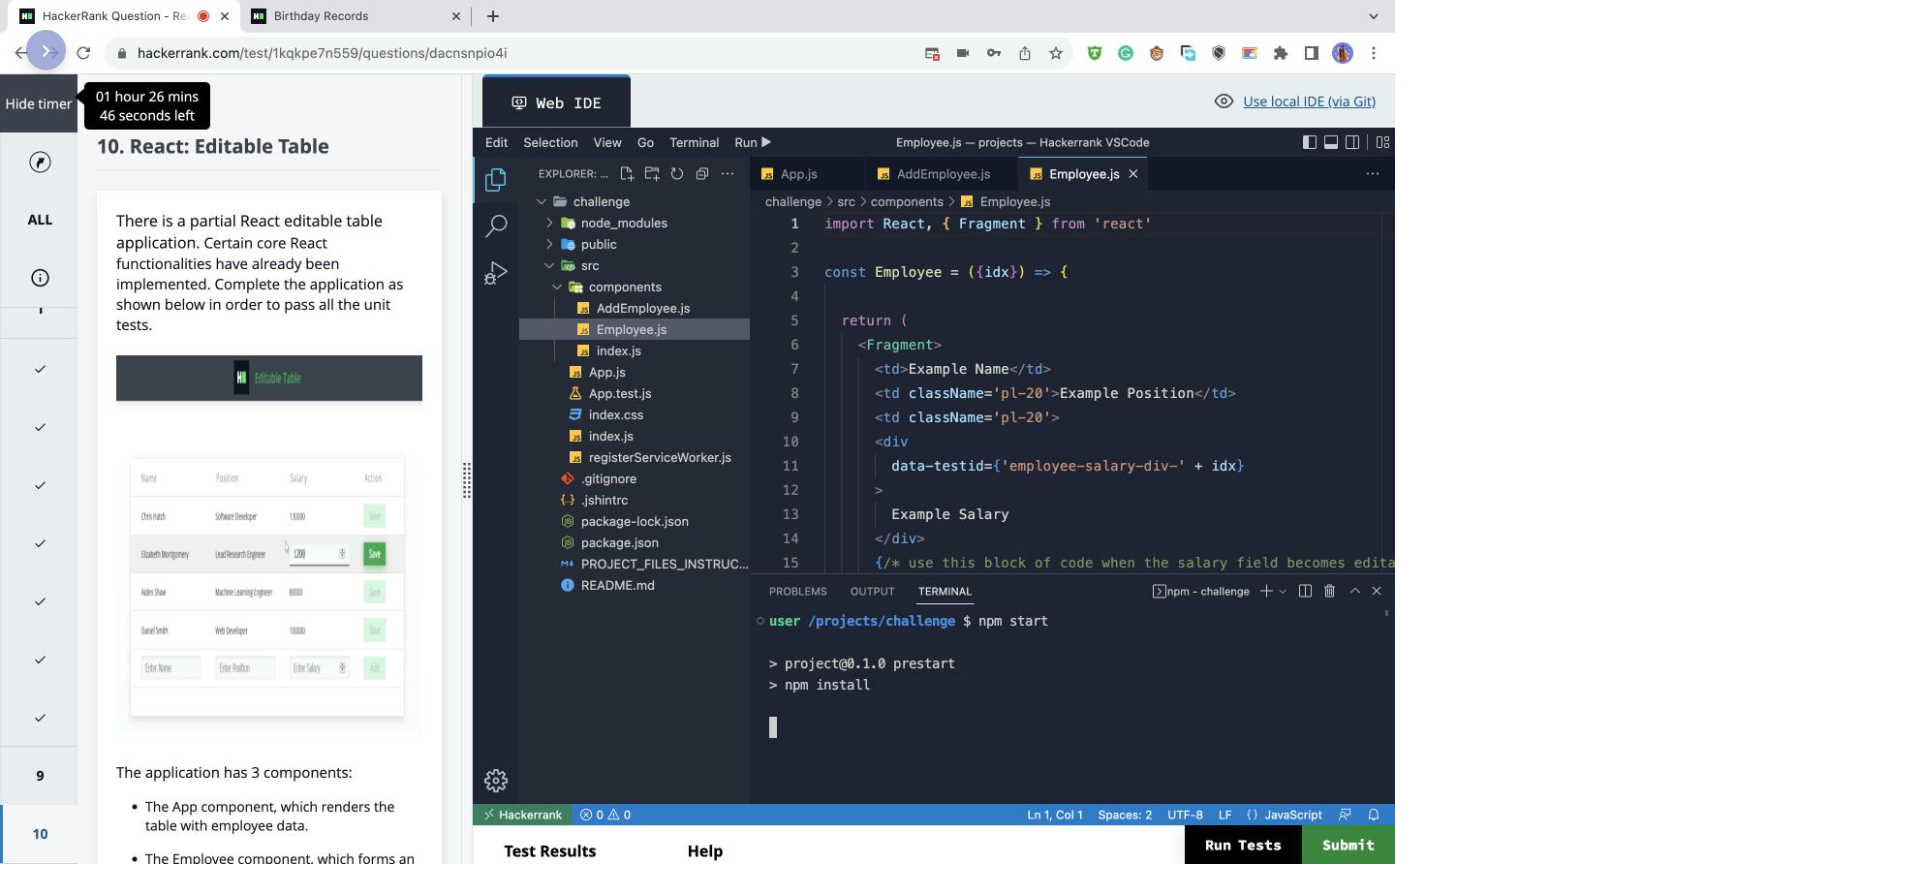 HackerRank Question - Rea
Birthday Records
hackerrank.com/test/1kqkpe7n559/questions/dacnsnpio4i
Hide timer
01 hour 26 mins
46 seconds left
ALL
9
10
10. React: Editable Table
There is a partial React editable table
application. Certain core React
functionalities have already been
implemented. Complete the application as
shown below in order to pass all the unit
tests.
Editable Table
Name Position Salary Action
Chris Hatch Software Developer 130000 Save
Elizabeth Montgomery Lead Research Engineer 1200 Save
Aiden Shaw Machine Learning Engineer 80000 Save
Daniel Smith Web Developer 100000 Save
Enter Name Enter Position Enter Salary Add
The application has 3 components:
• The App component, which renders the
table with employee data.
• The Employee component, which forms an
Web IDE
Use local IDE (via Git)
Edit Selection View Go Terminal Run
Employee.js — projects — Hackerrank VSCode
EXPLORER: ...
challenge
node_modules
public
src
components
AddEmployee.js
Employee.js
index.js
App.js
App.test.js
index.css
index.js
registerServiceWorker.js
.gitignore
.jshintrc
package-lock.json
package.json
PROJECT_FILES_INSTRUC...
README.md
App.js AddEmployee.js Employee.js
challenge > src > components > Employee.js
1 import React, { Fragment } from 'react'
2
3 const Employee = ({idx}) => {
4
5 return (
6 <Fragment>
7 <td>Example Name</td>
8 <td className='pl-20'>Example Position</td>
9 <td className='pl-20'>
10 <div
11 data-testid={'employee-salary-div-' + idx}
12 >
13 Example Salary
14 </div>
15 {/* use this block of code when the salary field becomes edita
PROBLEMS OUTPUT TERMINAL
npm - challenge
user /projects/challenge $ npm start
> project@0.1.0 prestart
> npm install
Hackerrank 0 0
Ln 1, Col 1 Spaces: 2 UTF-8 LF {} JavaScript
Test Results Help
Run Tests Submit